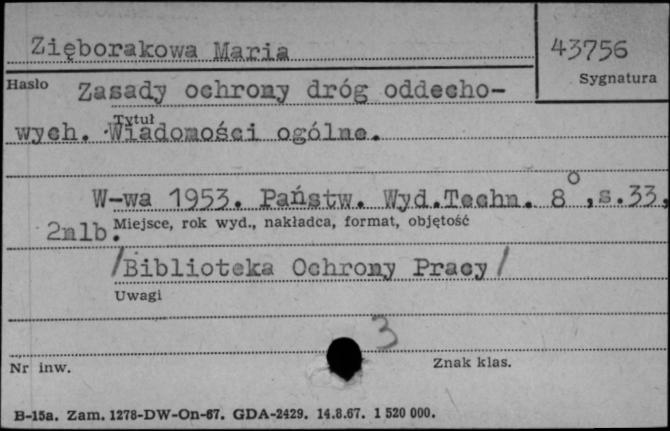 Zięborakowa Maria 43756
Hasło Sygnatura
Zasady ochrony dróg oddecho-
wych. Wiadomości ogólne.
Tytuł
W-wa 1953. Państw. Wyd.Techn. 8°,s.33,
2nlb.
Miejsce, rok wyd., nakładca, format, objętość
/Biblioteka Ochrony Pracy/
Uwagi
3
Nr inw. Znak klas.
B-15a. Zam. 1278-DW-On-67. GDA-2429. 14.8.67. 1 520 000.